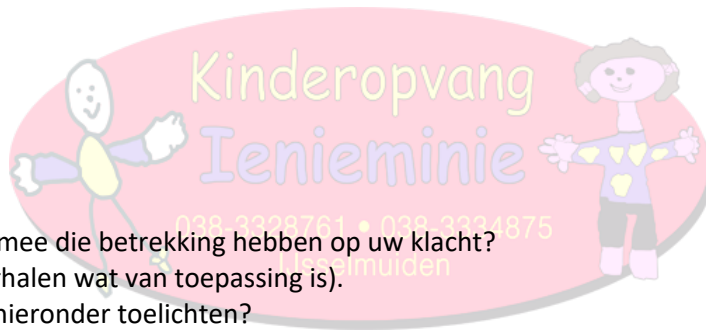 Kinderopvang
Ienieminie
038-3328761 • 038-3334875
IJsselmuiden
mee die betrekking hebben op uw klacht?
halen wat van toepassing is).
hieronder toelichten?